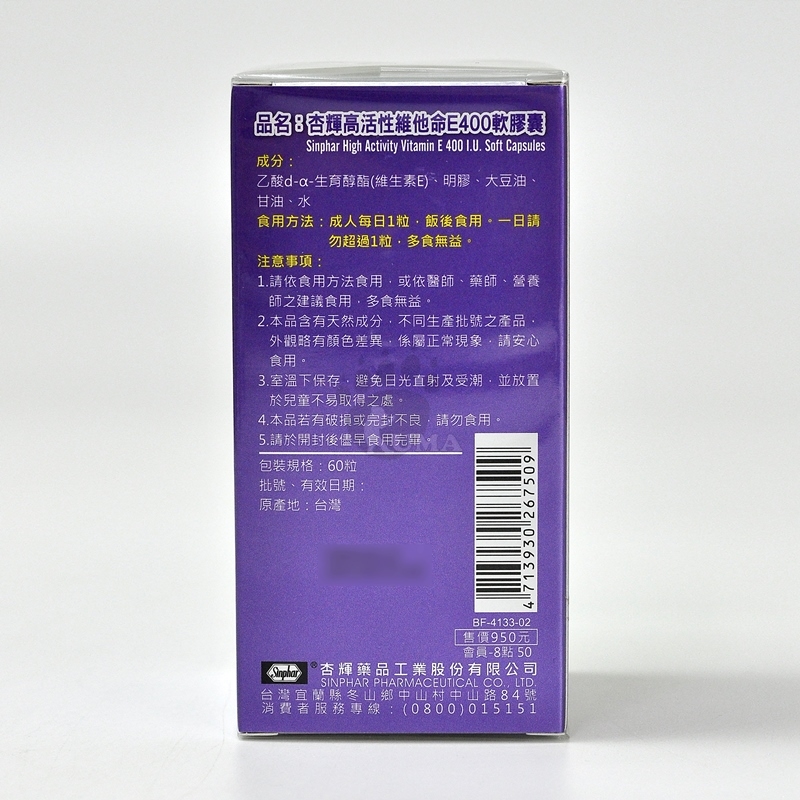 品名：杏輝高活性維他命E400軟膠囊
Sinphar High Activity Vitamin E 400 I.U. Soft Capsules
成分：
乙酸d-α-生育醇酯(維生素E)、明膠、大豆油、
甘油、水
食用方法：成人每日1粒，飯後食用。一日請
勿超過1粒，多食無益。
注意事項：
1.請依食用方法食用，或依醫師、藥師、營養
師之建議食用，多食無益。
2.本品含有天然成分，不同生產批號之產品，
外觀略有顏色差異，係屬正常現象，請安心
食用。
3.室溫下保存，避免日光直射及受潮，並放置
於兒童不易取得之處。
4.本品若有破損或完封不良，請勿食用。
5.請於開封後儘早食用完畢。
KUMA
包裝規格：60粒
批號、有效日期：
原產地：台灣
4 713930 267509
BF-4133-02
售價950元
會員-8點50
Sinphar ® 杏輝藥品工業股份有限公司
SINPHAR PHARMACEUTICAL CO., LTD.
台灣宜蘭縣冬山鄉中山村中山路84號
消費者服務專線：(0800)015151